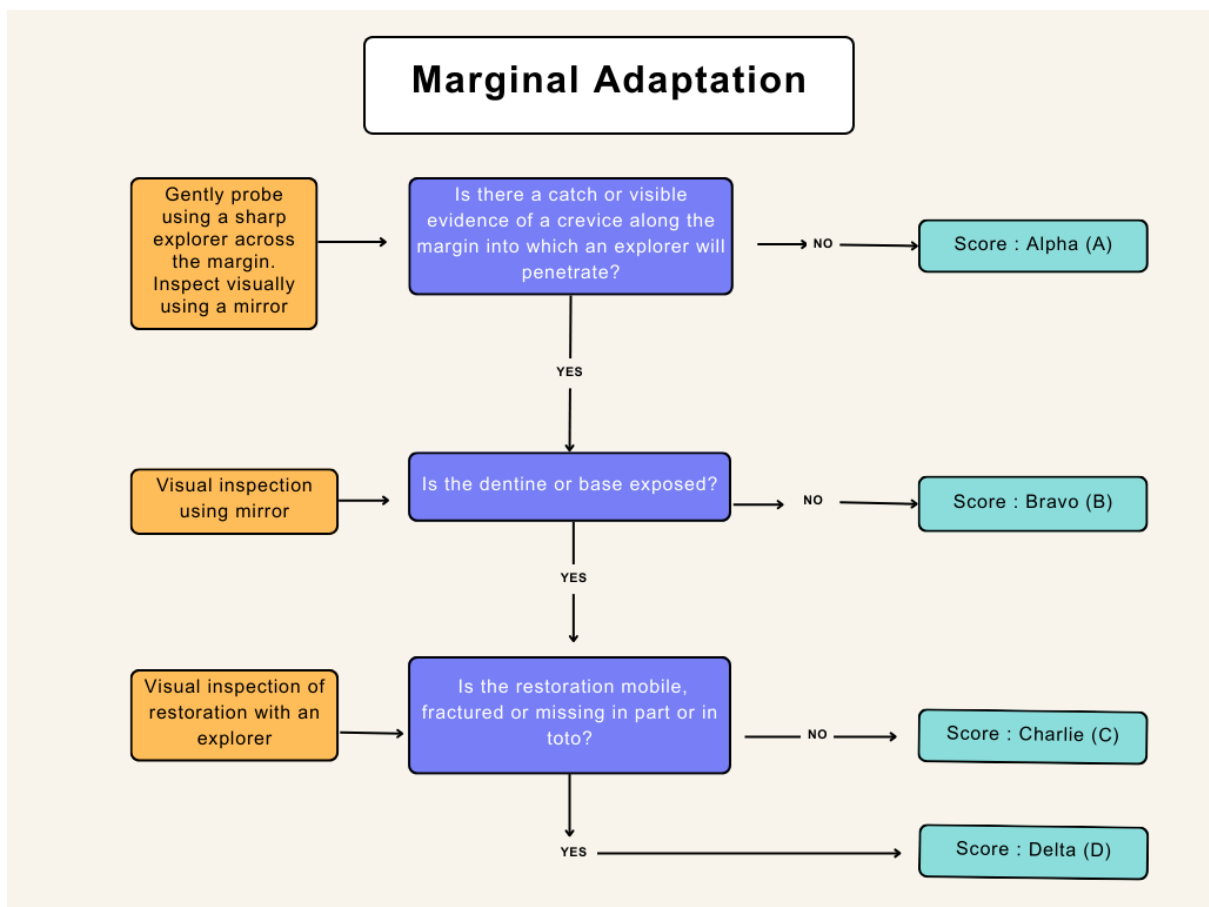 Marginal Adaptation
Gently probe
using a sharp
explorer across
the margin.
Inspect visually
using a mirror
Is there a catch or visible
evidence of a crevice along the
margin into which an explorer will
penetrate?
NO
Score : Alpha (A)
YES
Visual inspection
using mirror
Is the dentine or base exposed?
NO
Score : Bravo (B)
YES
Visual inspection of
restoration with an
explorer
Is the restoration mobile,
fractured or missing in part or in
toto?
NO
Score : Charlie (C)
YES
Score : Delta (D)